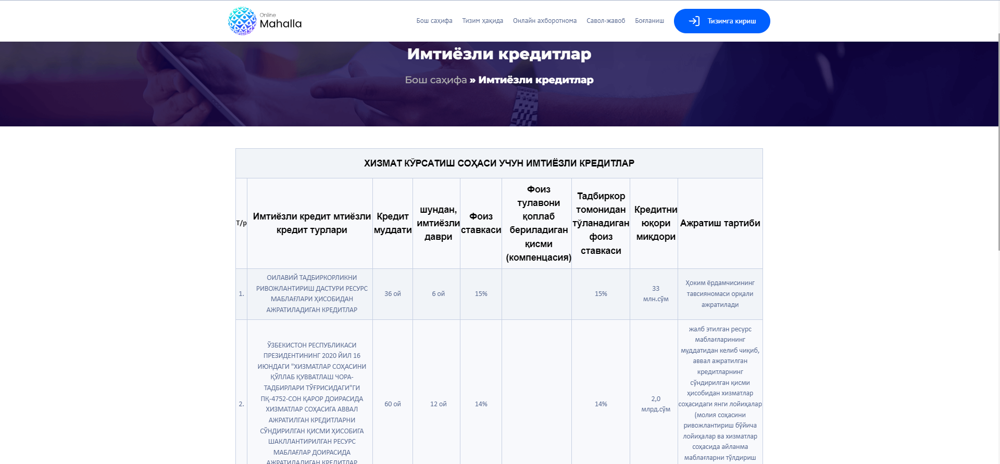 Online
Mahalla
Бош саҳифа
Тизим ҳақида
Онлайн ахборотнома
Савол-жавоб
Боғланиш
Тизимга кириш
Имтиёзли кредитлар
Бош саҳифа » Имтиёзли кредитлар
ХИЗМАТ КЎРСАТИШ СОҲАСИ УЧУН ИМТИЁЗЛИ КРЕДИТЛАР
Т/р
Имтиёзли кредит мтиёзли
кредит турлари
Кредит
муддати
шундан,
имтиёзли
даври
Фоиз
ставкаси
Фоиз
тулавони
қоплаб
бериладиган
қисми
(компенцасия)
Тадбиркор
томонидан
тўланадиган
фоиз
ставкаси
Кредитни
юқори
миқдори
Ажратиш тартиби
1.
ОИЛАВИЙ ТАДБИРКОРЛИКНИ
РИВОЖЛАНТИРИШ ДАСТУРИ РЕСУРС
МАБЛАҒЛАРИ ҲИСОБИДАН
АЖРАТИЛАДИГАН КРЕДИТЛАР
36 ой
6 ой
15%
15%
33
млн.сўм
Ҳоким ёрдамчисининг
тавсияномаси орқали
ажратилади
2.
ЎЗБЕКИСТОН РЕСПУБЛИКАСИ
ПРЕЗИДЕНТИНИНГ 2020 ЙИЛ 16
ИЮНДАГИ "ХИЗМАТЛАР СОҲАСИНИ
ҚЎЛЛАБ ҚУВВАТЛАШ ЧОРА-
ТАДБИРЛАРИ ТЎҒРИСИДАГИ"ГИ
ПҚ-4752-СОН ҚАРОР ДОИРАСИДА
ХИЗМАТЛАР СОҲАСИГА АВВАЛ
АЖРАТИЛГАН КРЕДИТЛАРНИ
СЎНДИРИЛГАН ҚИСМИ ҲИСОБИГА
ШАКЛЛАНТИРИЛГАН РЕСУРС
МАБЛАҒЛАР ДОИРАСИДА
АЖРАТИЛАДИГАН КРЕДИТЛАР
60 ой
12 ой
14%
14%
2,0
млрд.сўм
жалб этилган ресурс
маблағларининг
муддатидан келиб чиқиб,
аввал ажратилган
кредитларнинг
сўндирилган қисми
ҳисобидан хизматлар
соҳасидаги янги лойиҳалар
(молия соҳасини
ривожлантириш бўйича
лойиҳалар ва хизматлар
соҳасида айланма
маблағларни тўлдириш